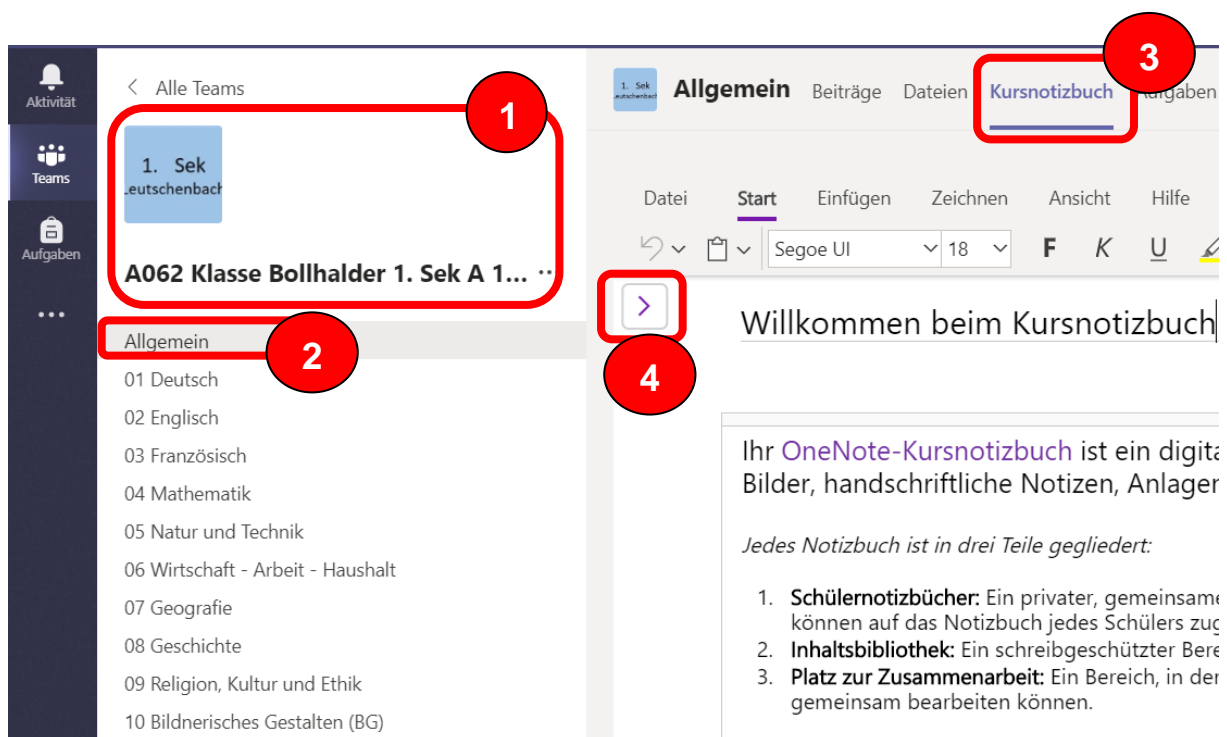 Aktivität
Teams
Aufgaben
Alle Teams
1
1. Sek
Leutschenbach
A062 Klasse Bollhalder 1. Sek A 1... ..
Allgemein
2
01 Deutsch
02 Englisch
03 Französisch
04 Mathematik
05 Natur und Technik
06 Wirtschaft - Arbeit - Haushalt
07 Geografie
08 Geschichte
09 Religion, Kultur und Ethik
10 Bildnerisches Gestalten (BG)
1. Sek
Allgemein Beiträge Dateien Kursnotizbuch Aufgaben
3
Datei Start Einfügen Zeichnen Ansicht Hilfe
Segoe UI 18 F K U
4
Willkommen beim Kursnotizbuch
Ihr OneNote-Kursnotizbuch ist ein digita
Bilder, handschriftliche Notizen, Anlagen
Jedes Notizbuch ist in drei Teile gegliedert:
1. Schülernotizbücher: Ein privater, gemeinsame
können auf das Notizbuch jedes Schülers zug
2. Inhaltsbibliothek: Ein schreibgeschützter Bere
3. Platz zur Zusammenarbeit: Ein Bereich, in der
gemeinsam bearbeiten können.